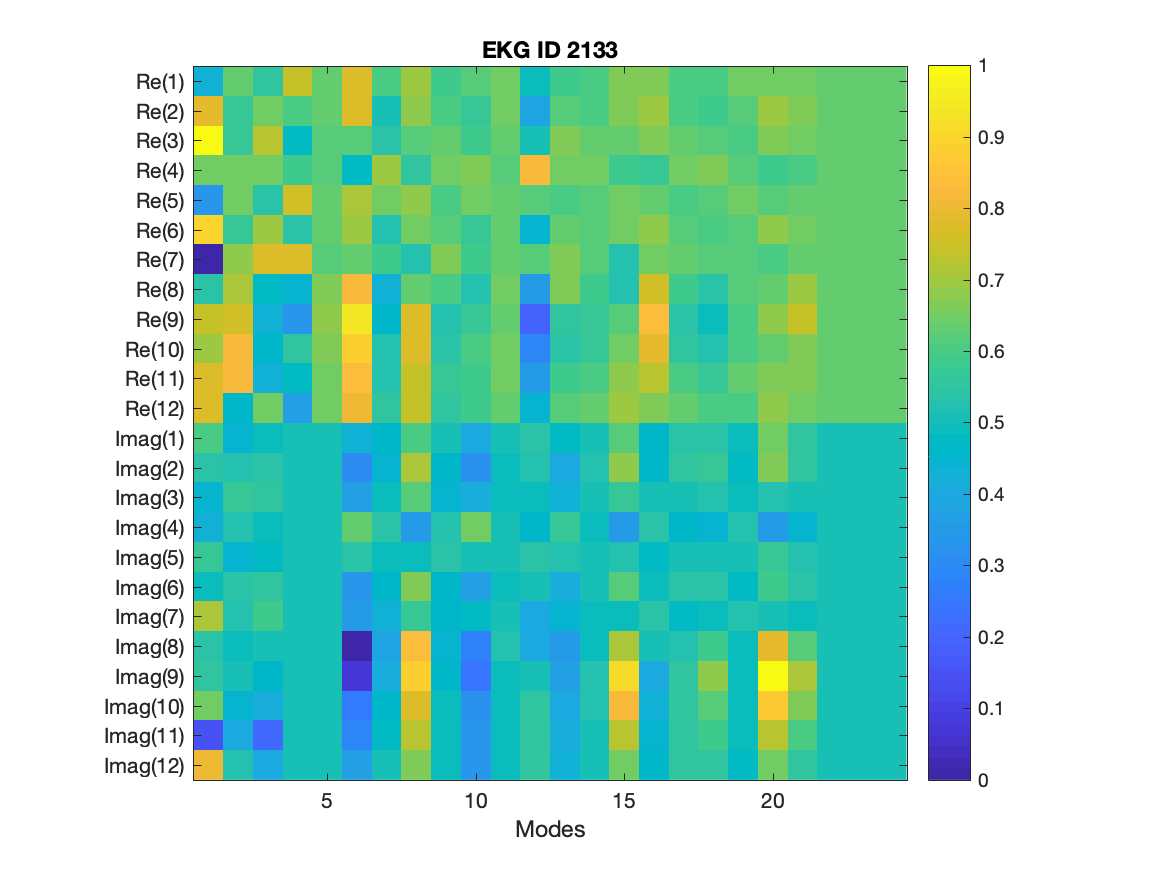 EKG ID 2133
Re(1)
Re(2)
Re(3)
Re(4)
Re(5)
Re(6)
Re(7)
Re(8)
Re(9)
Re(10)
Re(11)
Re(12)
Imag(1)
Imag(2)
Imag(3)
Imag(4)
Imag(5)
Imag(6)
Imag(7)
Imag(8)
Imag(9)
Imag(10)
Imag(11)
Imag(12)
5 10 15 20
Modes
1
0.9
0.8
0.7
0.6
0.5
0.4
0.3
0.2
0.1
0